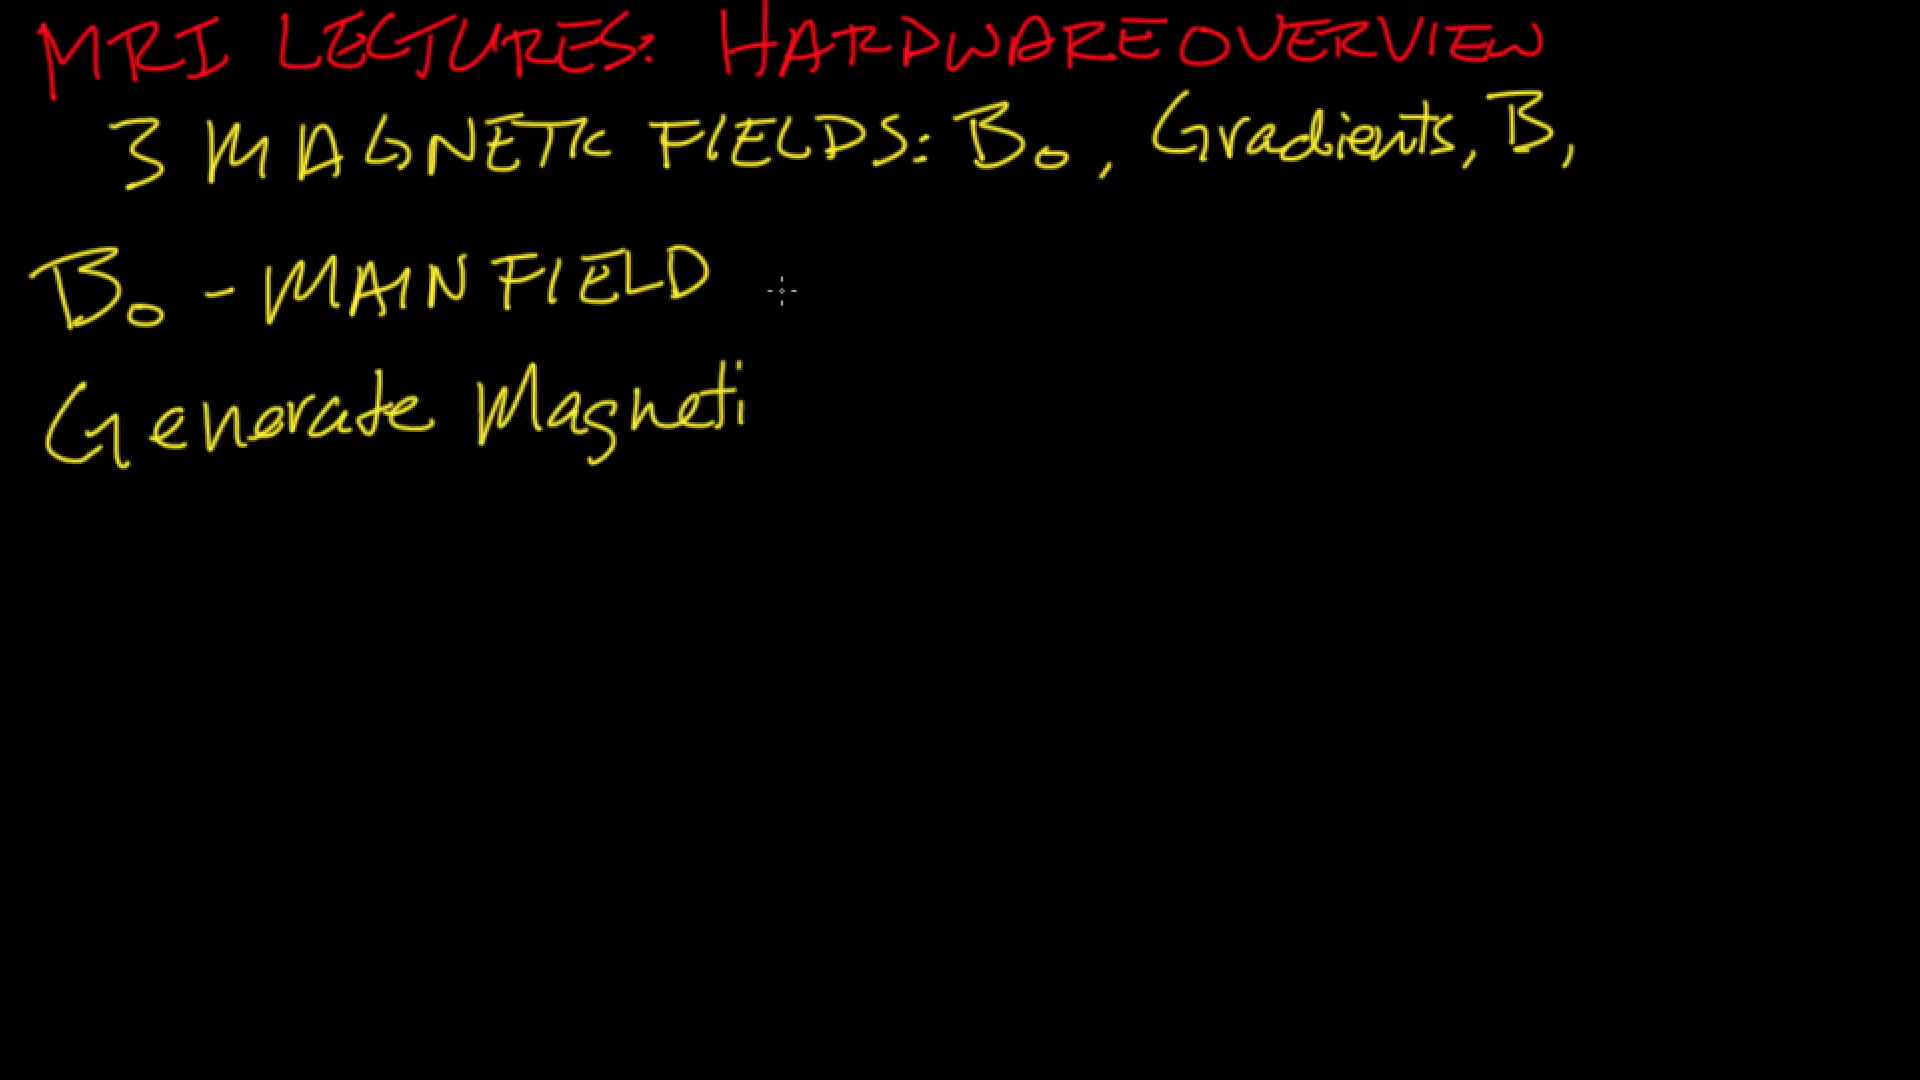 MRI LECTURES: HARDWARE OVERVIEW
3 MAGNETIC FIELDS: B₀, Gradients, B₁
B₀ - MAIN FIELD
Generate Magneti